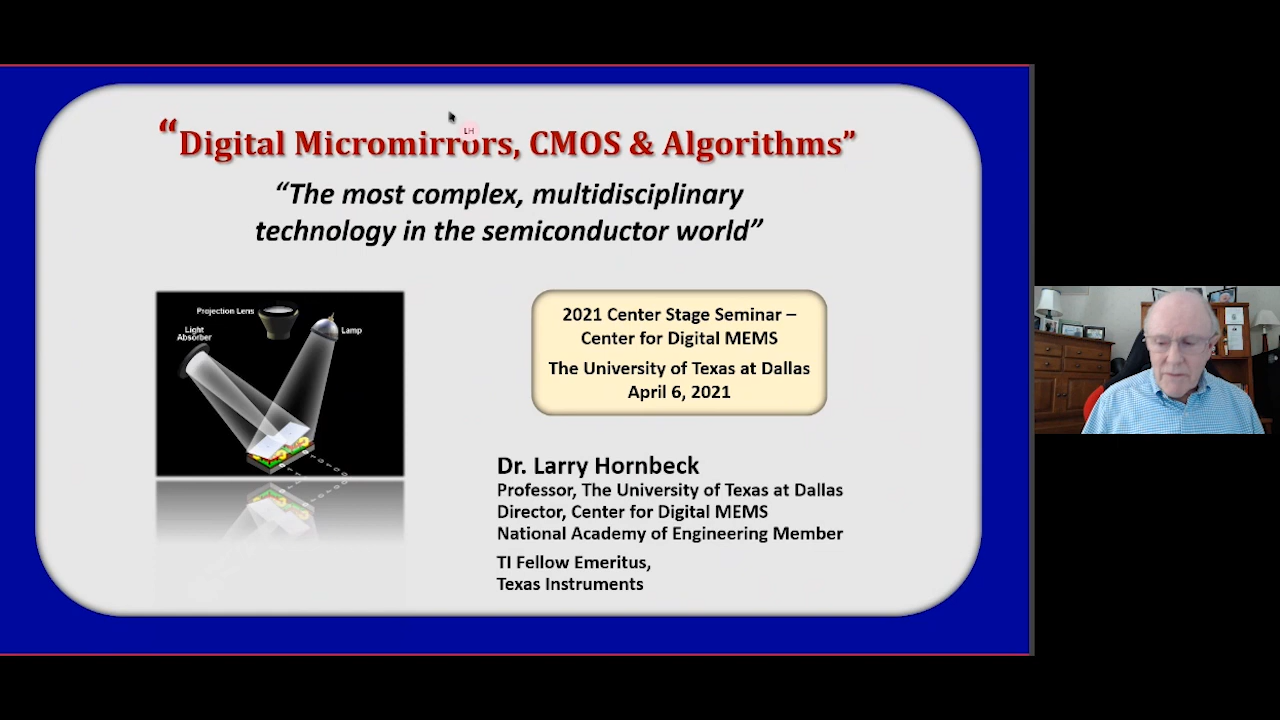 “Digital Micromirrors, CMOS & Algorithms”
LH
“The most complex, multidisciplinary
technology in the semiconductor world”
Projection Lens
Light
Absorber
Lamp
2021 Center Stage Seminar –
Center for Digital MEMS
The University of Texas at Dallas
April 6, 2021
Dr. Larry Hornbeck
Professor, The University of Texas at Dallas
Director, Center for Digital MEMS
National Academy of Engineering Member
TI Fellow Emeritus,
Texas Instruments